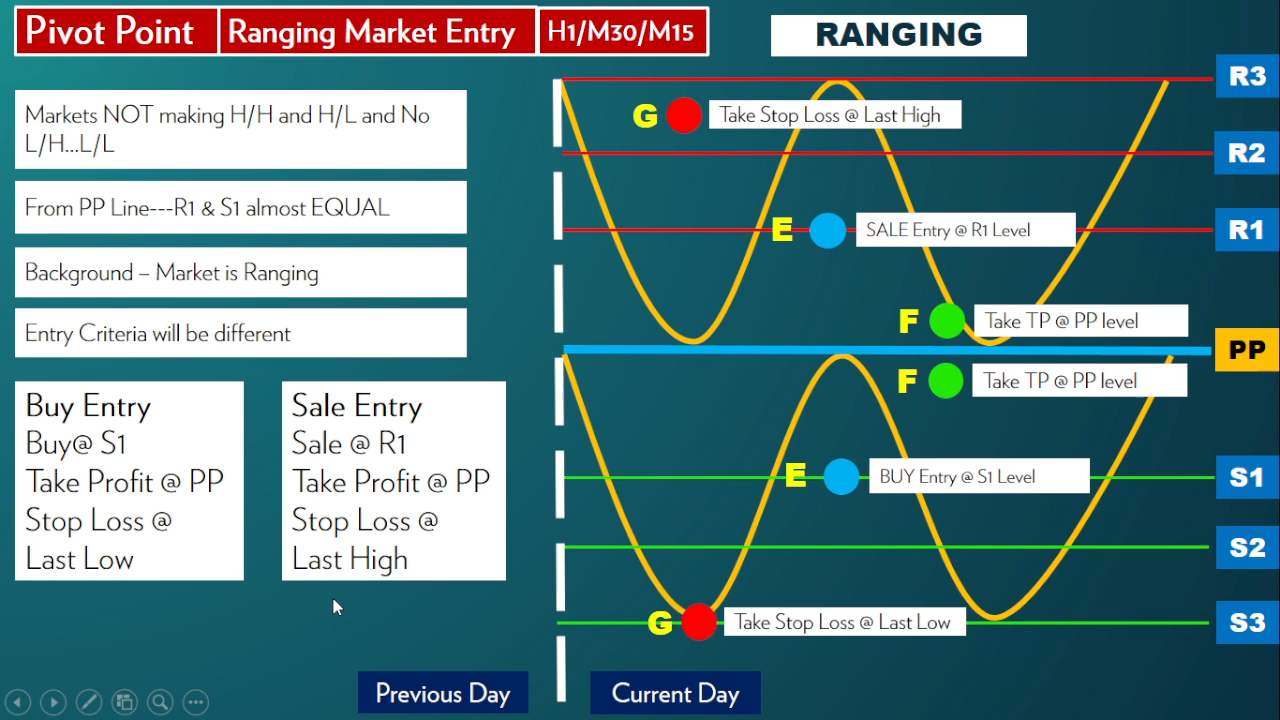 Pivot Point
Ranging Market Entry
H1/M30/M15
RANGING
Markets NOT making H/H and H/L and No
L/H...L/L
From PP Line---R1 & S1 almost EQUAL
Background – Market is Ranging
Entry Criteria will be different
Buy Entry
Buy@ S1
Take Profit @ PP
Stop Loss @
Last Low
Sale Entry
Sale @ R1
Take Profit @ PP
Stop Loss @
Last High
R3
G
Take Stop Loss @ Last High
R2
E
SALE Entry @ R1 Level
R1
F
Take TP @ PP level
PP
F
Take TP @ PP level
E
BUY Entry @ S1 Level
S1
S2
G
Take Stop Loss @ Last Low
S3
Previous Day
Current Day